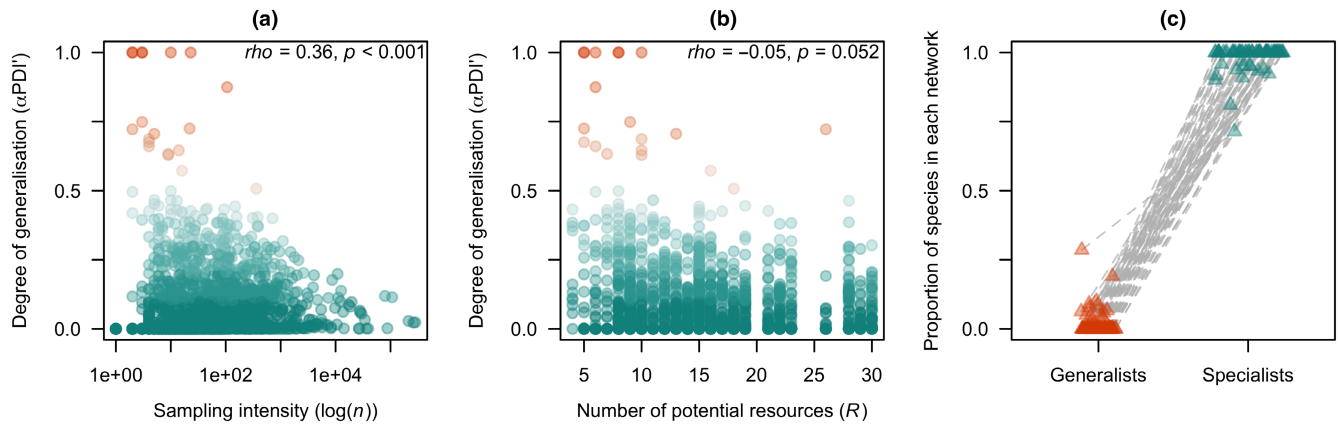 (a)
rho = 0.36, p < 0.001
Degree of generalisation (αPDI')
1.0
0.5
0.0
1e+00 1e+02 1e+04
Sampling intensity (log(n))
(b)
rho = −0.05, p = 0.052
Degree of generalisation (αPDI')
1.0
0.5
0.0
5 10 15 20 25 30
Number of potential resources (R)
(c)
Proportion of species in each network
1.0
0.5
0.0
Generalists Specialists